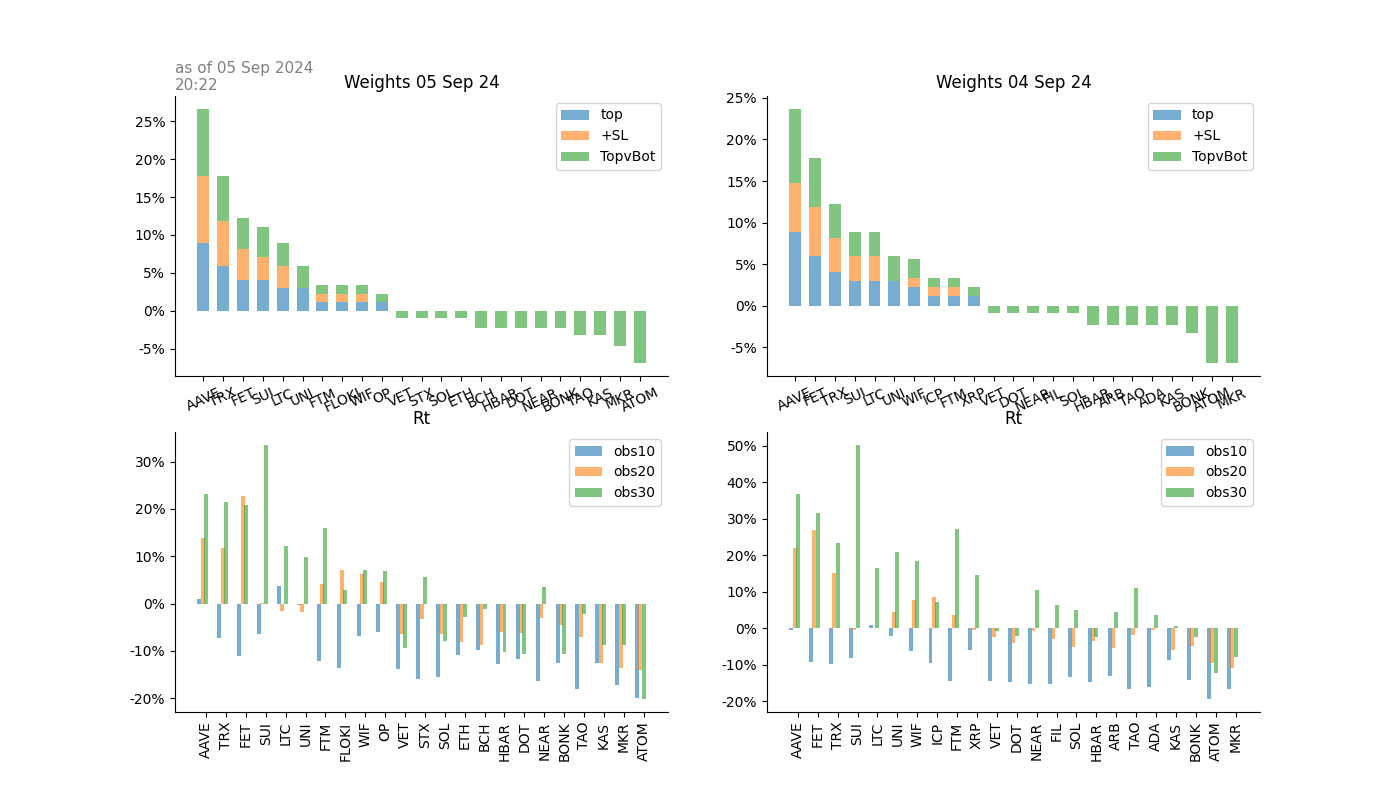 as of 05 Sep 2024
20:22
Weights 05 Sep 24
25%
20%
15%
10%
5%
0%
-5%
top
+SL
TopvBot
AAVE TRX FET SUI LTC UNI FTM FLOKI WIF OP VET STX SOL ETH BCH HBAR DOT NEAR BONK TAO KAS MKR ATOM
Weights 04 Sep 24
25%
20%
15%
10%
5%
0%
-5%
top
+SL
TopvBot
AAVE FET TRX SUI LTC UNI WIF ICP FTM XRP VET DOT NEAR FIL SOL HBAR ARB TAO ADA KAS BONK ATOM MKR
Rt
30%
20%
10%
0%
-10%
-20%
obs10
obs20
obs30
AAVE TRX FET SUI LTC UNI FTM FLOKI WIF OP VET STX SOL ETH BCH HBAR DOT NEAR BONK TAO KAS MKR ATOM
Rt
50%
40%
30%
20%
10%
0%
-10%
-20%
obs10
obs20
obs30
AAVE FET TRX SUI LTC UNI WIF ICP FTM XRP VET DOT NEAR FIL SOL HBAR ARB TAO ADA KAS BONK ATOM MKR